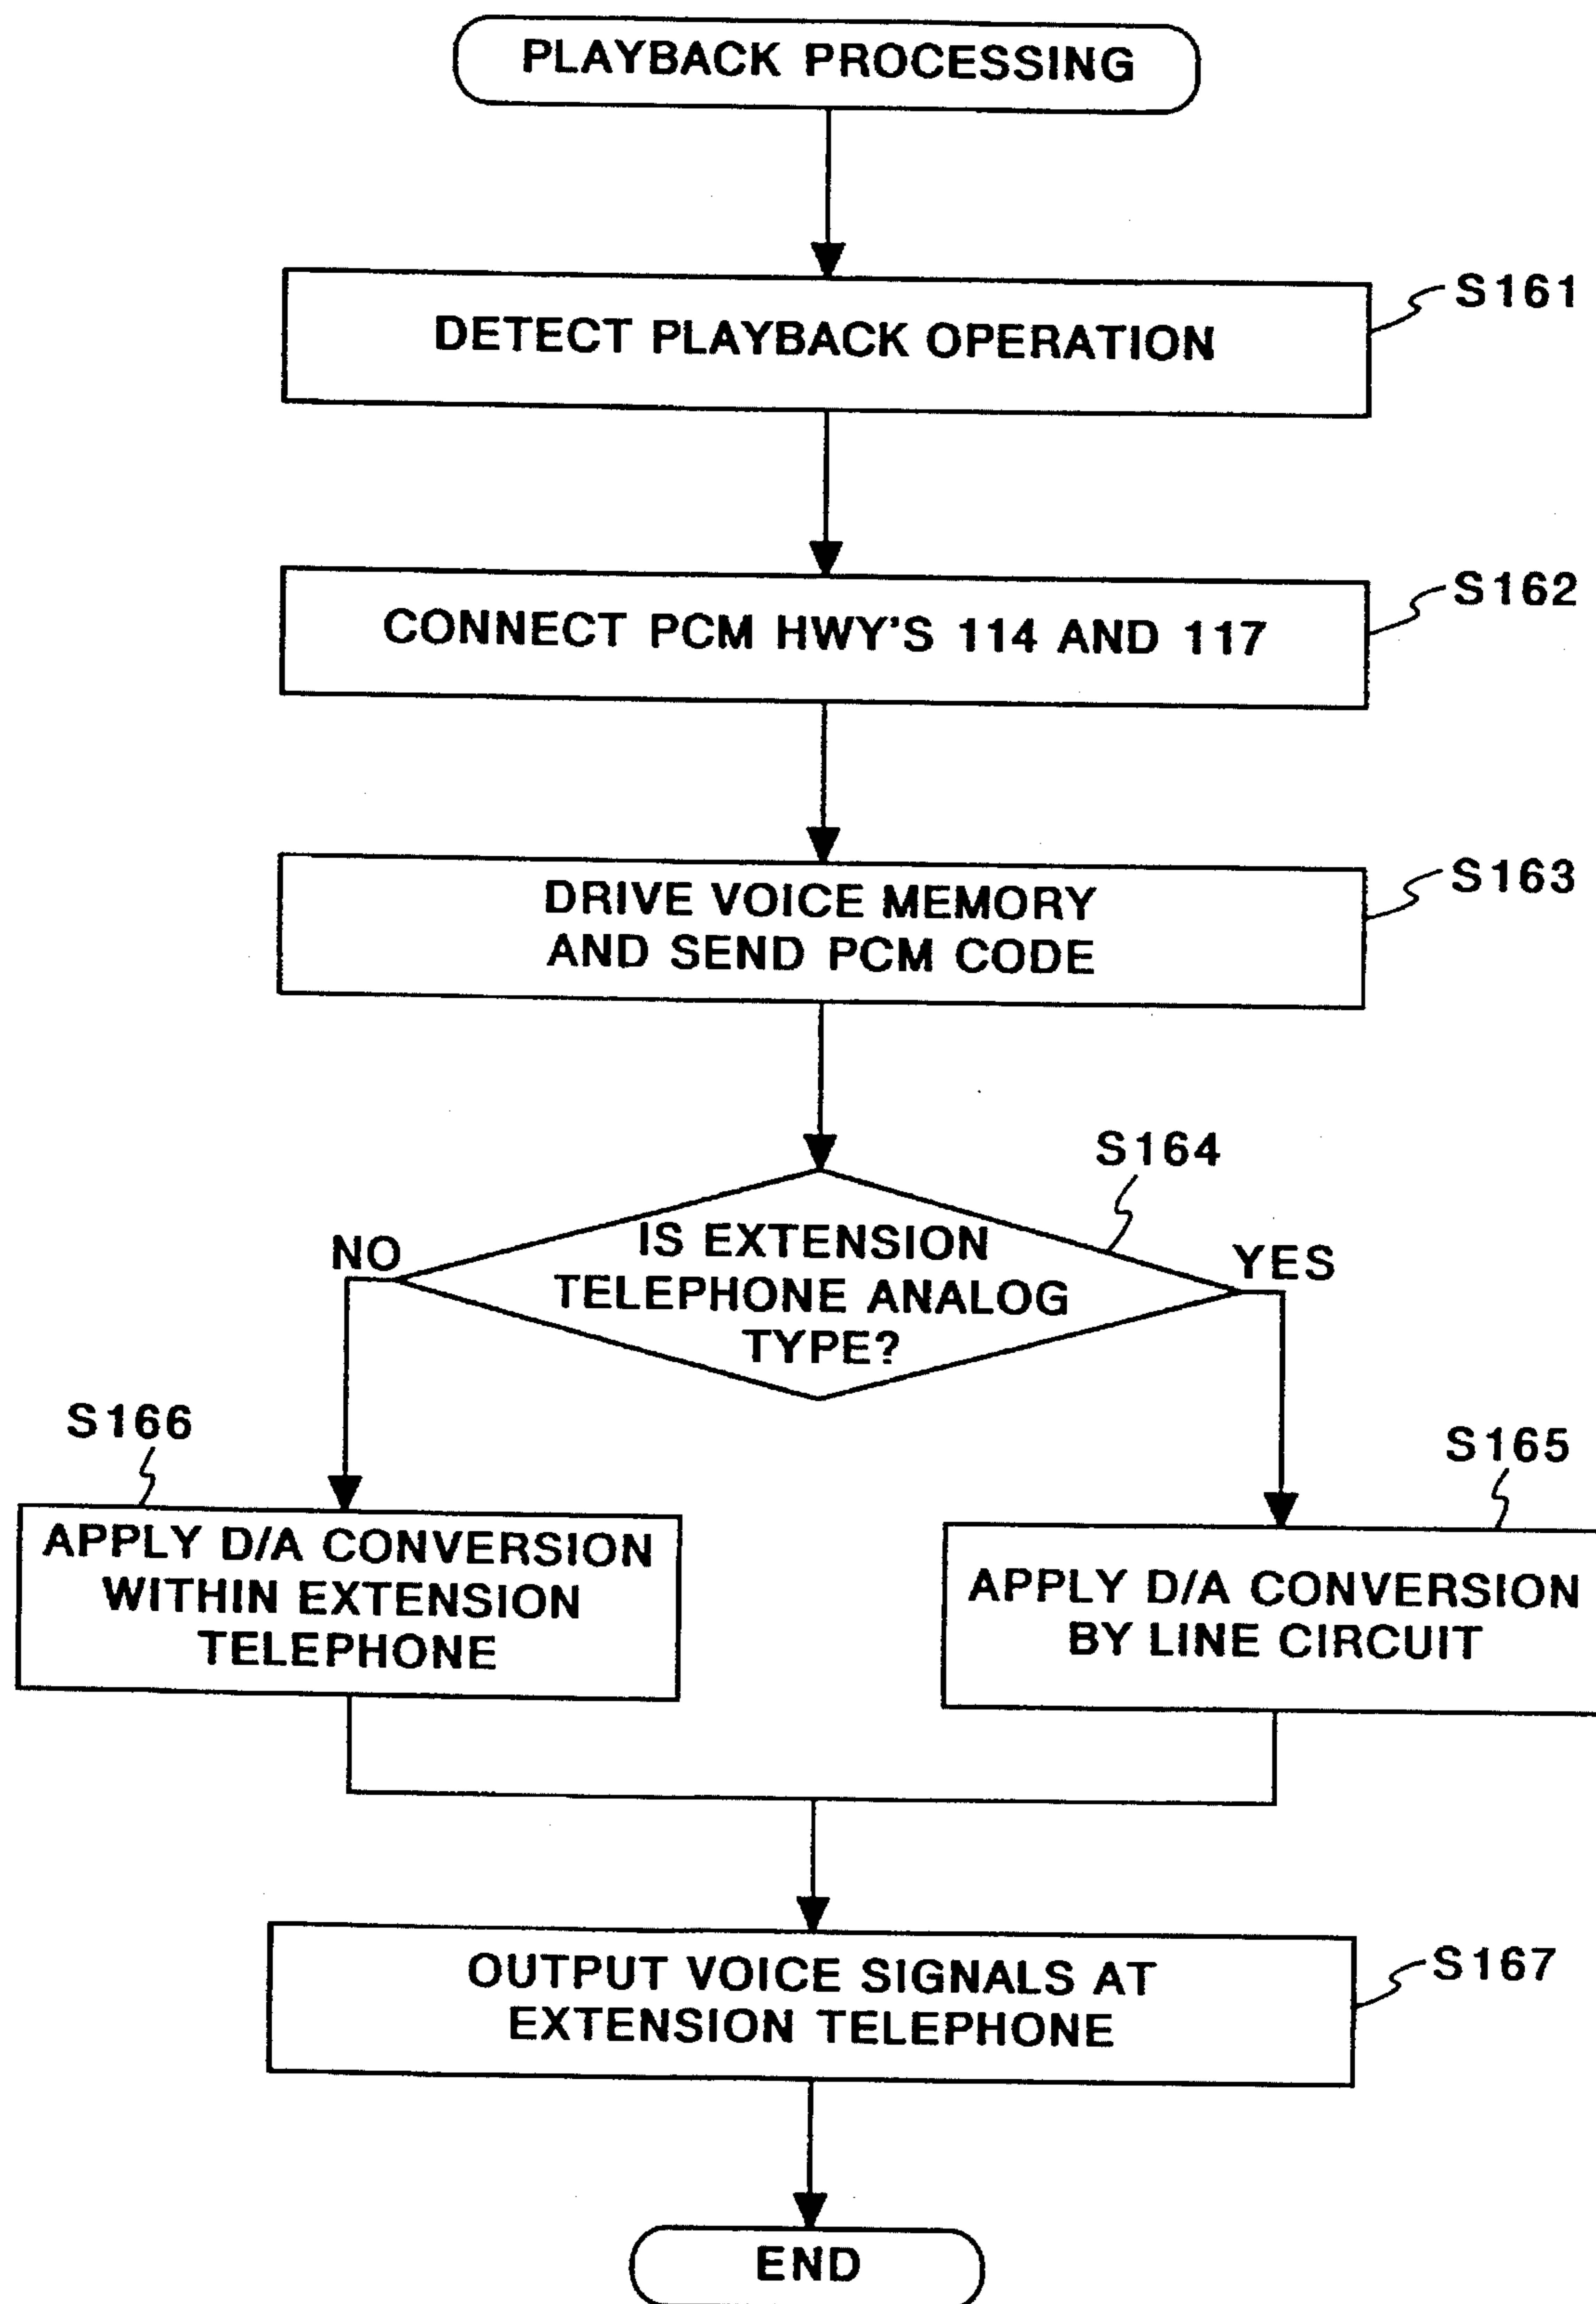 PLAYBACK PROCESSING
S161
DETECT PLAYBACK OPERATION
S162
CONNECT PCM HWY'S 114 AND 117
S163
DRIVE VOICE MEMORY
AND SEND PCM CODE
S164
NO
IS EXTENSION
TELEPHONE ANALOG
TYPE?
YES
S166
APPLY D/A CONVERSION
WITHIN EXTENSION
TELEPHONE
S165
APPLY D/A CONVERSION
BY LINE CIRCUIT
OUTPUT VOICE SIGNALS AT
EXTENSION TELEPHONE
S167
END